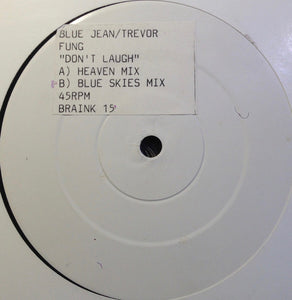 BLUE JEAN/TREVOR
FUNG
"DON'T LAUGH"
A) HEAVEN MIX
B) BLUE SKIES MIX
45RPM
BRAINK 15